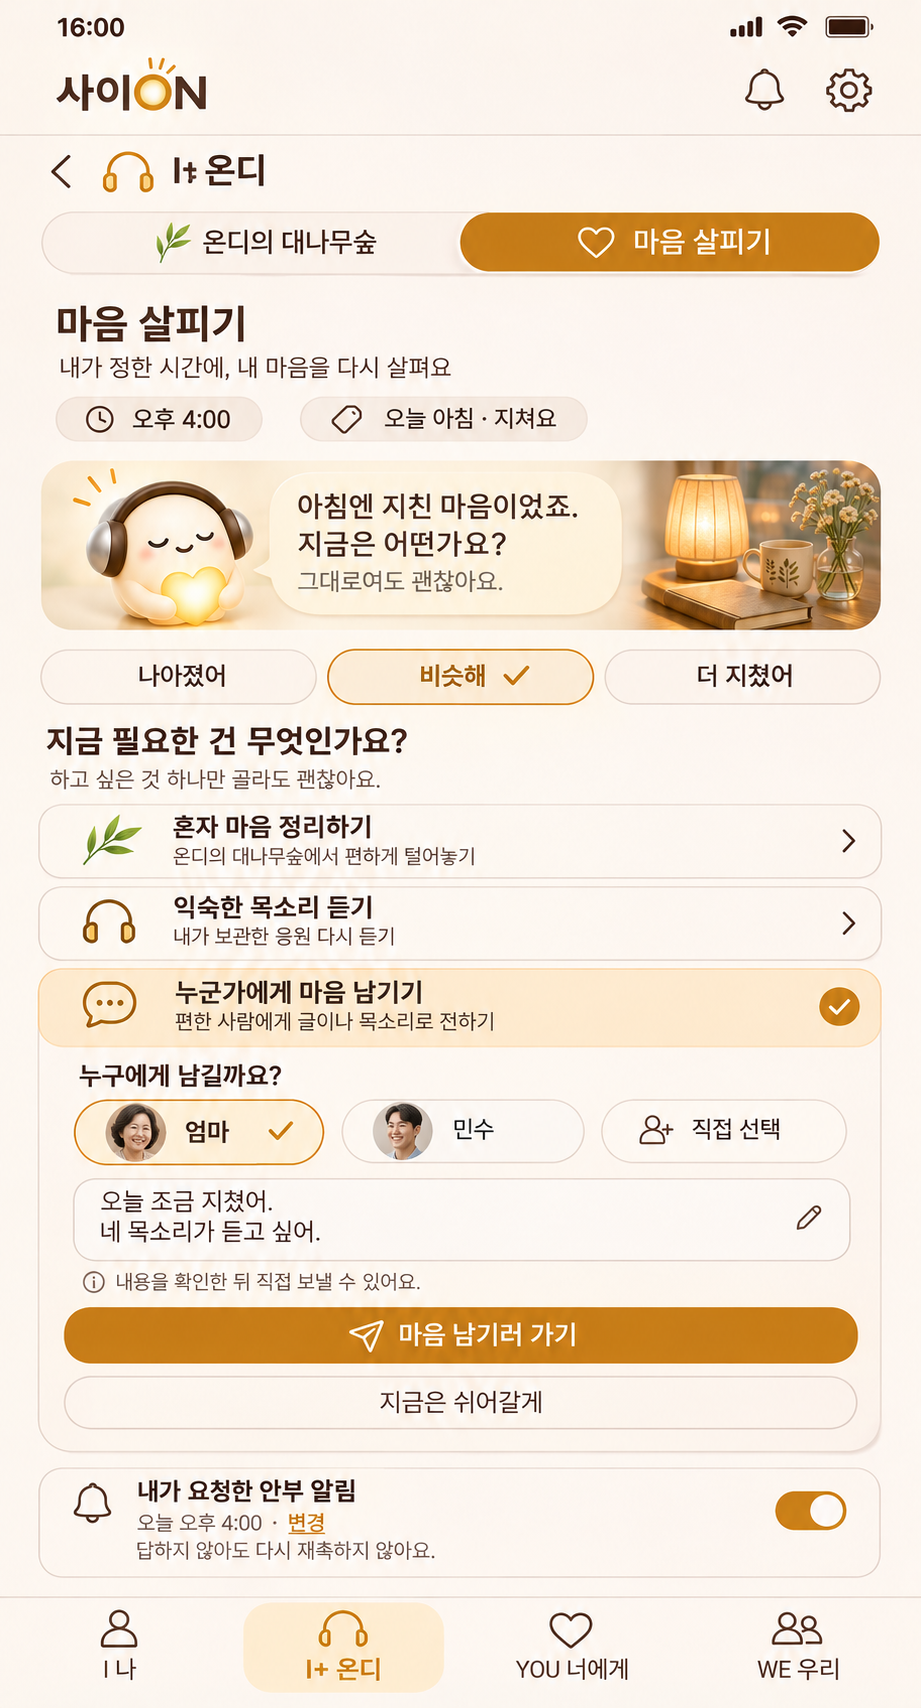 16:00
사이ON
I+ 온디
온디의 대나무숲
마음 살피기
마음 살피기
내가 정한 시간에, 내 마음을 다시 살펴요
오후 4:00
오늘 아침 · 지쳐요
아침엔 지친 마음이었죠.
지금은 어떤가요?
그대로여도 괜찮아요.
나아졌어
비슷해
더 지쳤어
지금 필요한 건 무엇인가요?
하고 싶은 것 하나만 골라도 괜찮아요.
혼자 마음 정리하기
온디의 대나무숲에서 편하게 털어놓기
익숙한 목소리 듣기
내가 보관한 응원 다시 듣기
누군가에게 마음 남기기
편한 사람에게 글이나 목소리로 전하기
누구에게 남길까요?
엄마
민수
직접 선택
오늘 조금 지쳤어.
네 목소리가 듣고 싶어.
내용을 확인한 뒤 직접 보낼 수 있어요.
마음 남기러 가기
지금은 쉬어갈게
내가 요청한 안부 알림
오늘 오후 4:00 · 변경
답하지 않아도 다시 재촉하지 않아요.
I 나
I+ 온디
YOU 너에게
WE 우리